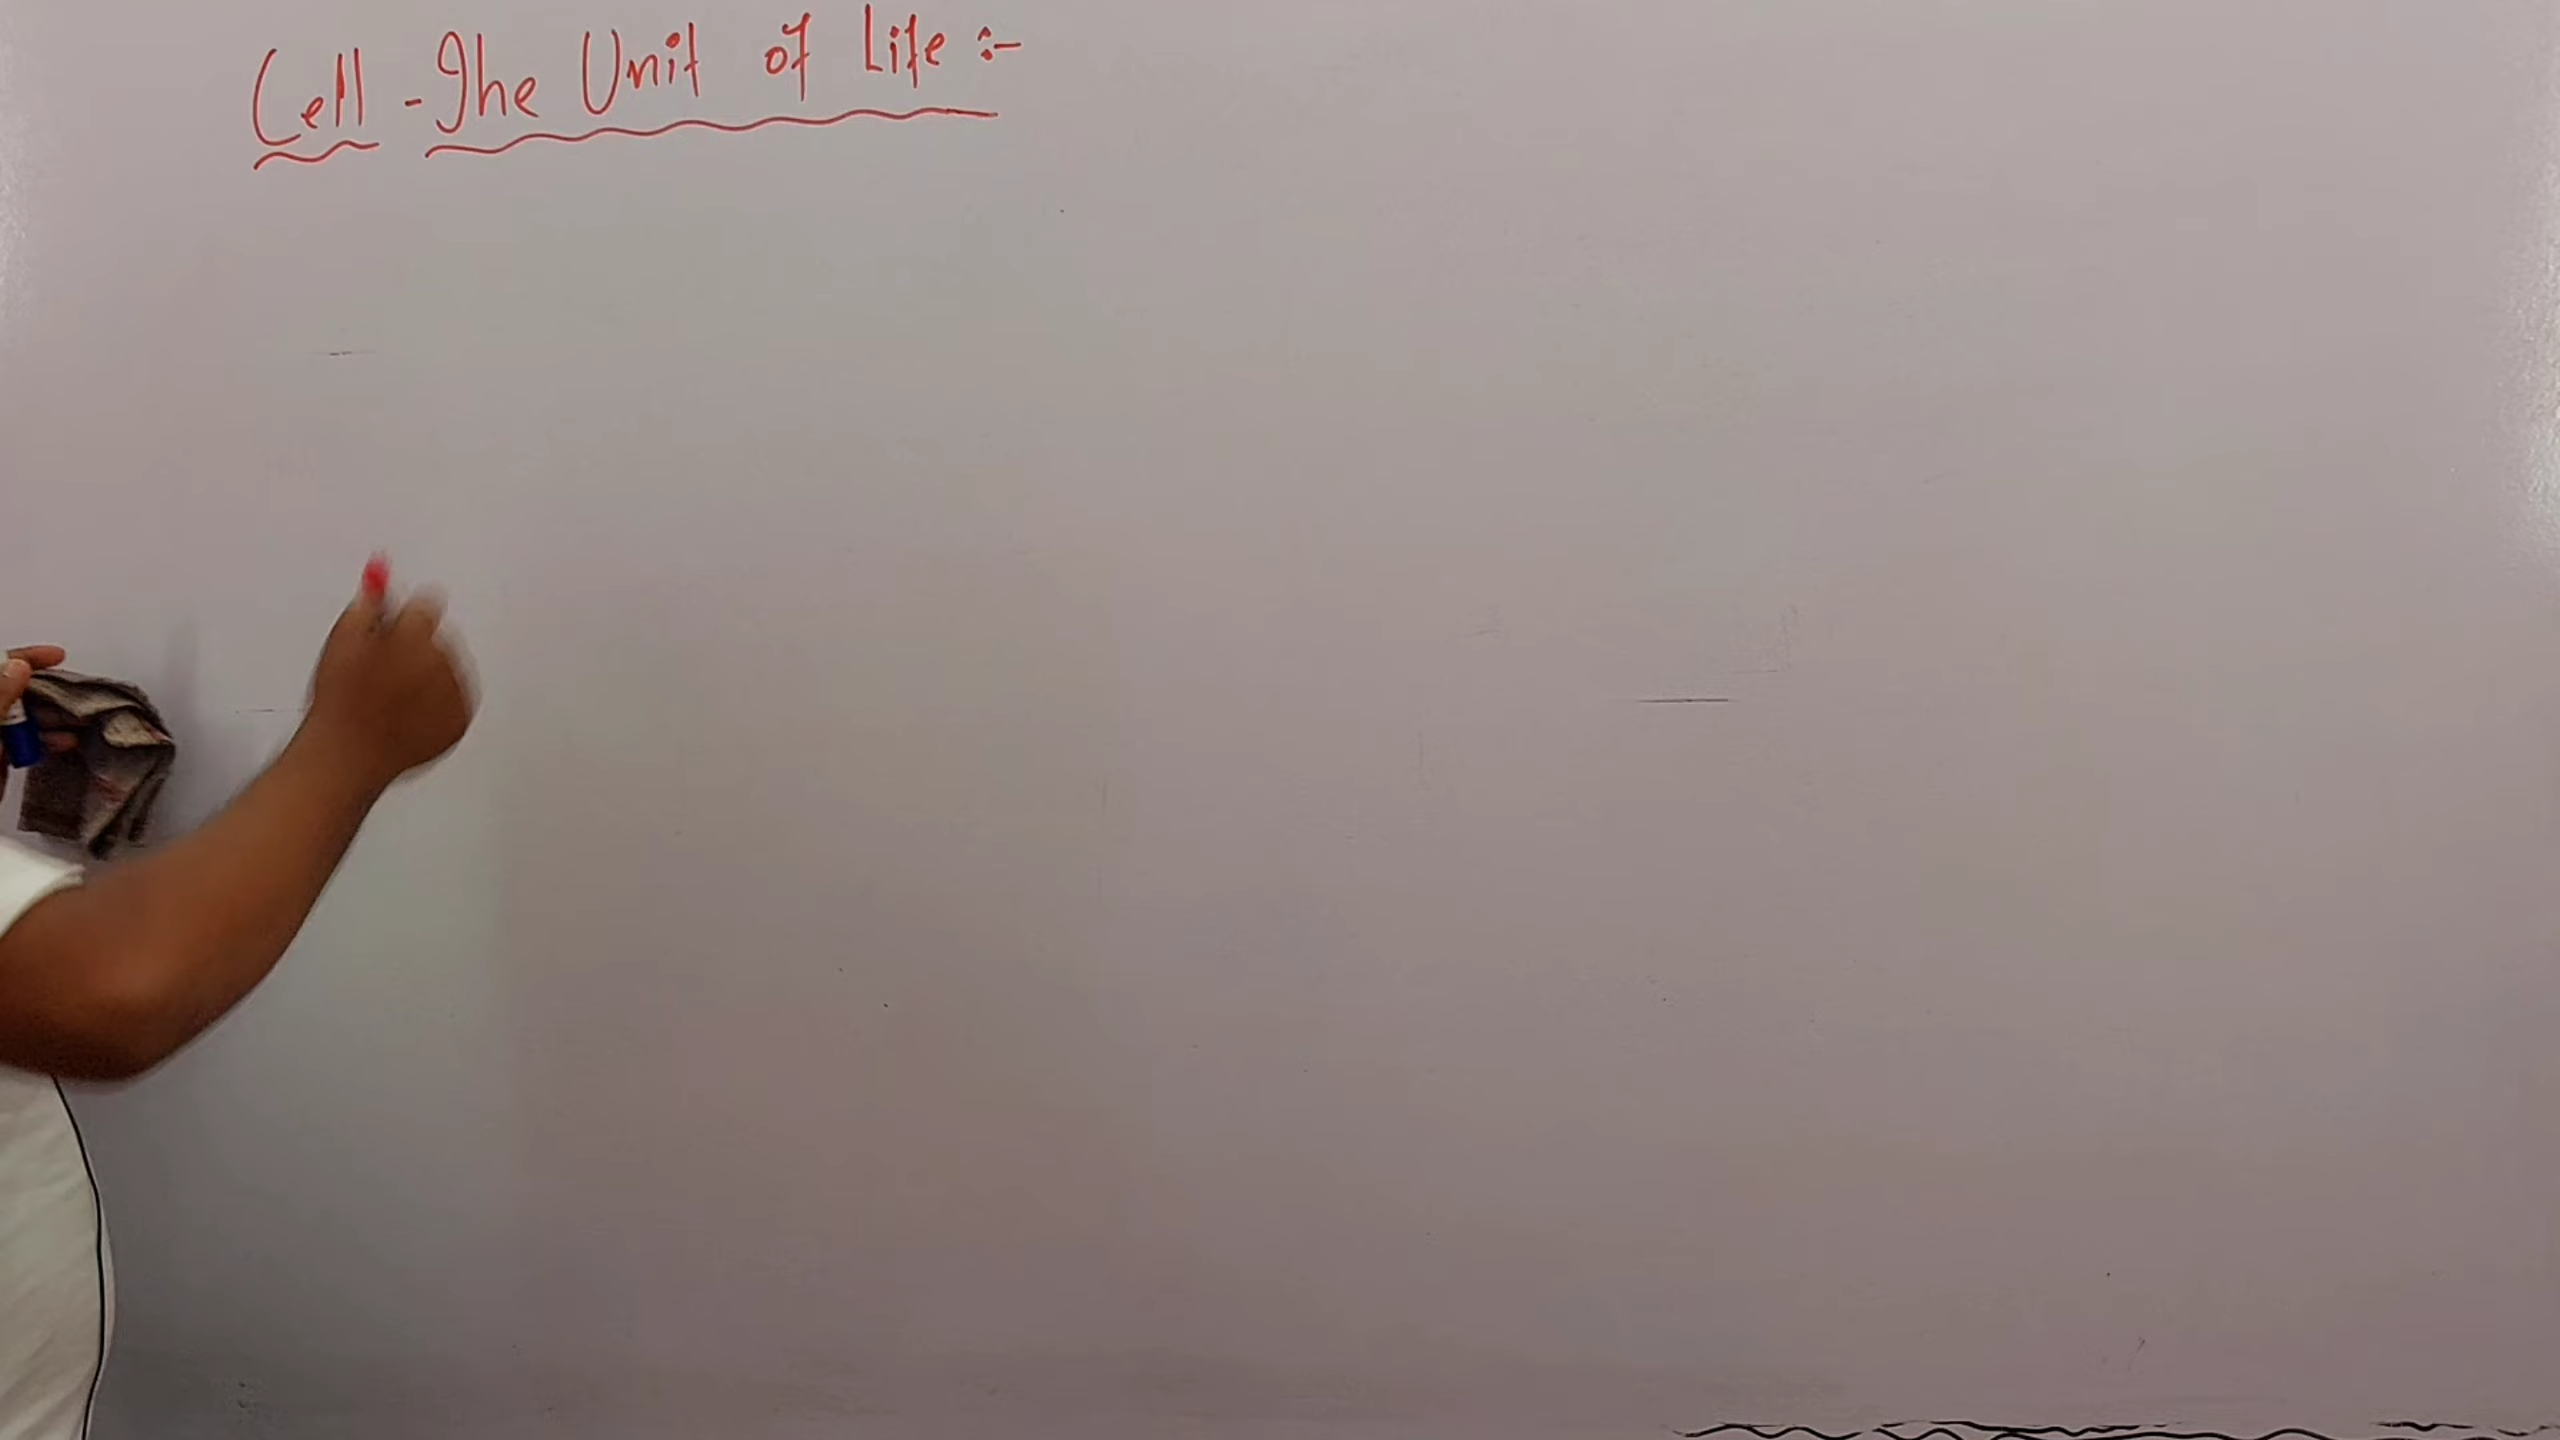 Cell - The Unit of Life :-